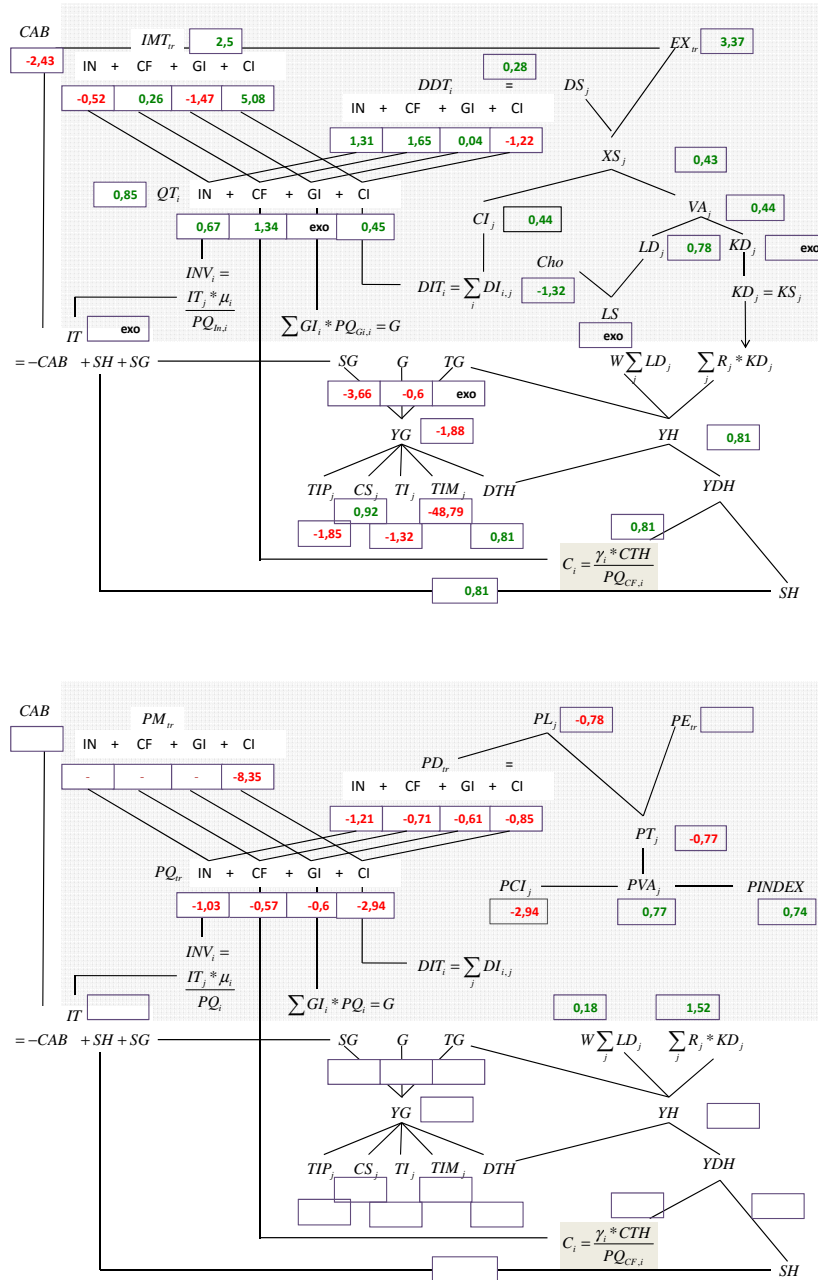 CAB
IMT_tr 2,5
EX_tr 3,37
-2,43
IN + CF + GI + CI
0,28
DDT_i = DS_j
-0,52 0,26 -1,47 5,08
IN + CF + GI + CI
1,31 1,65 0,04 -1,22
XS_j 0,43
0,85 QT_i IN + CF + GI + CI
0,67 1,34 exo 0,45
CI_j 0,44
VA_j 0,44
LD_j 0,78 KD_j exo
INV_i =
IT_j * μ_i
PQ_In,i
Cho
-1,32
DIT_i = ∑_i DI_i,j
KD_j = KS_j
LS
exo
IT exo
∑GI_i * PQ_Gi,i = G
= -CAB + SH + SG
SG G TG
W∑_j LD_j ∑_j R_j * KD_j
-3,66 -0,6 exo
YG -1,88
YH 0,81
TIP_j CS_j TI_j TIM_j DTH
YDH
0,92 -48,79
-1,85 -1,32 0,81
0,81
C_i = γ_i * CTH
PQ_CF,i
0,81
SH
CAB
PM_tr
PL_j -0,78
PE_tr
IN + CF + GI + CI
PD_tr =
- - - -8,35
IN + CF + GI + CI
-1,21 -0,71 -0,61 -0,85
PT_j -0,77
PQ_tr IN + CF + GI + CI
-1,03 -0,57 -0,6 -2,94
PCI_j PVA_j PINDEX
-2,94 0,77 0,74
INV_i =
IT_j * μ_i
PQ_i
DIT_i = ∑_j DI_i,j
IT
∑GI_i * PQ_i = G
0,18 1,52
= -CAB + SH + SG
SG G TG
W∑_j LD_j ∑_j R_j * KD_j
YG
YH
TIP_j CS_j TI_j TIM_j DTH
YDH
C_i = γ_i * CTH
PQ_CF,i
SH